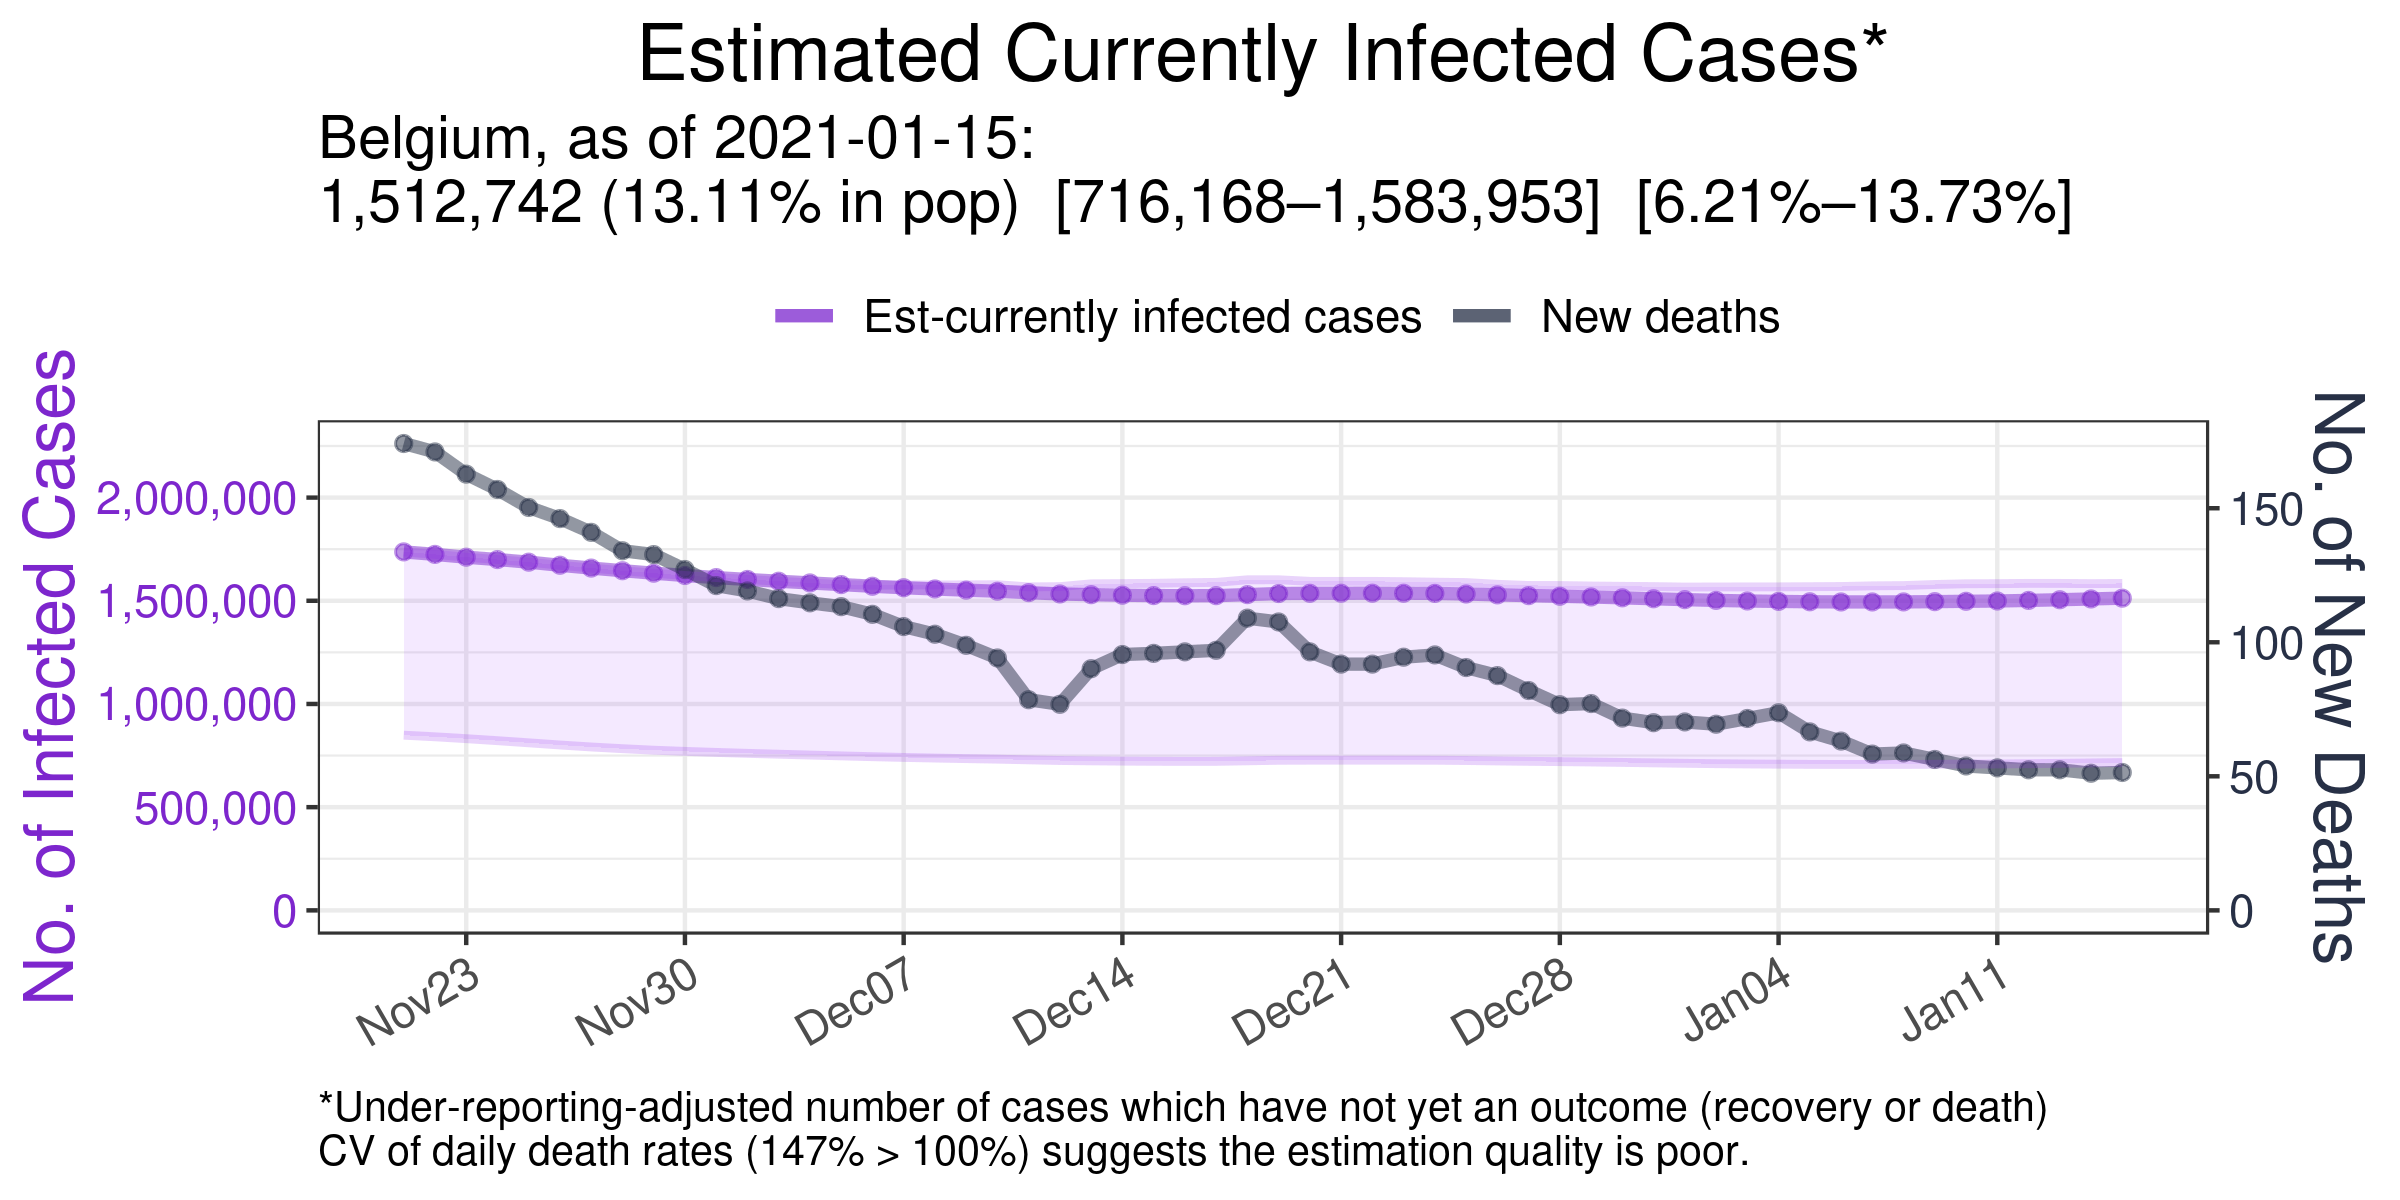 Estimated Currently Infected Cases*
Belgium, as of 2021-01-15:
1,512,742 (13.11% in pop)  [716,168–1,583,953]  [6.21%–13.73%]
Est-currently infected cases
New deaths
No. of Infected Cases
2,000,000
1,500,000
1,000,000
500,000
0
150
100
50
0
No. of New Deaths
Nov23
Nov30
Dec07
Dec14
Dec21
Dec28
Jan04
Jan11
*Under-reporting-adjusted number of cases which have not yet an outcome (recovery or death)
CV of daily death rates (147% > 100%) suggests the estimation quality is poor.